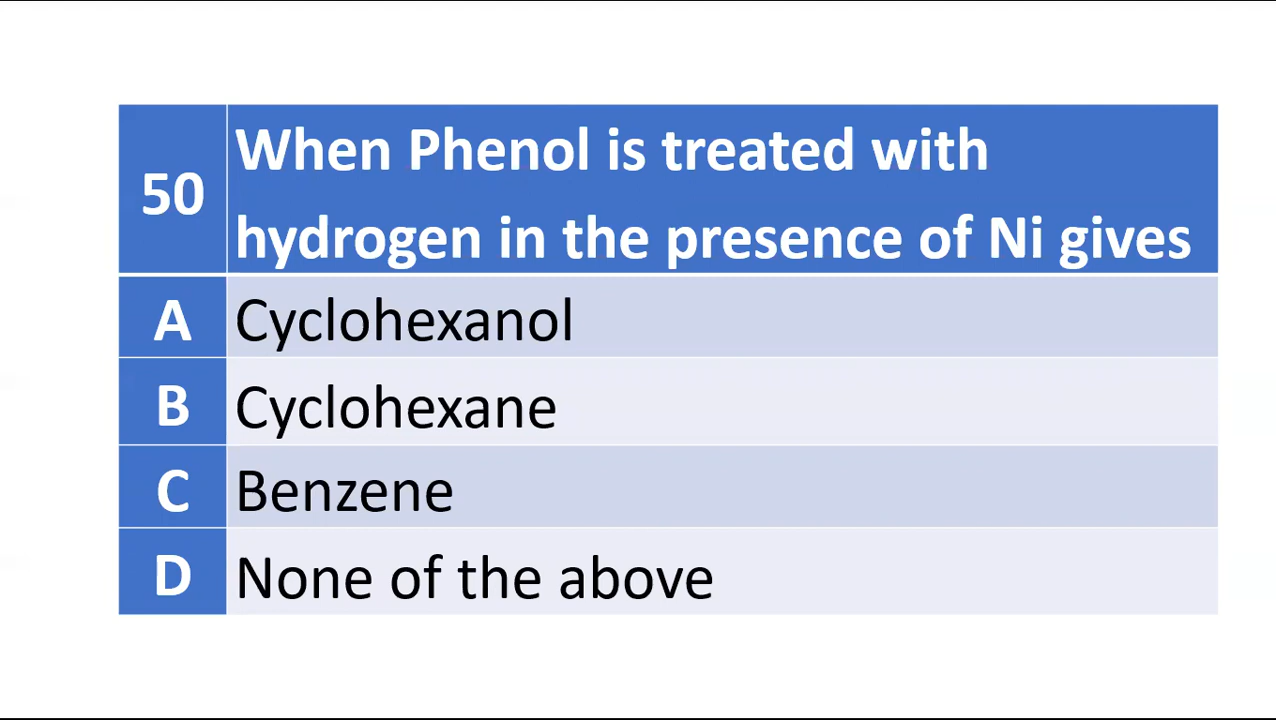 50
When Phenol is treated with
hydrogen in the presence of Ni gives
A Cyclohexanol
B Cyclohexane
C Benzene
D None of the above